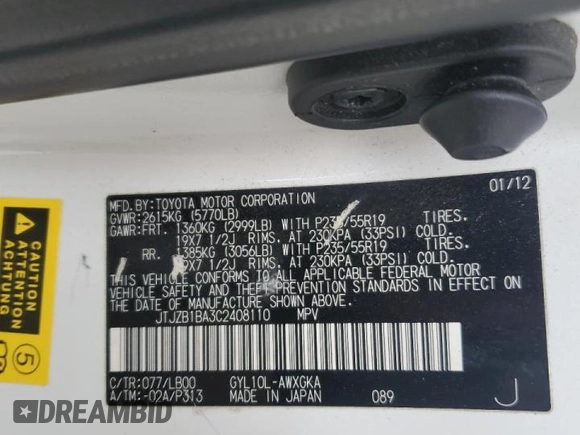 01/12
MFD. BY: TOYOTA MOTOR CORPORATION
GVWR: 2615KG (5770LB)
GAWR: FRT. 1360KG (2999LB) WITH P235/55R19 TIRES.
19X7 1/2J RIMS. AT 230KPA (33PSI) COLD.
RR. 1385KG (3056LB) WITH P235/55R19 TIRES.
19X7 1/2J RIMS. AT 230KPA (33PSI) COLD.
THIS VEHICLE CONFORMS TO ALL APPLICABLE FEDERAL MOTOR
VEHICLE SAFETY AND THEFT PREVENTION STANDARDS IN EFFECT ON
THE DATE OF MANUFACTURE SHOWN ABOVE.
JTJZB1BA3C2408110 MPV
C/TR: 077/LB00 GYL10L-AWXGKA
A/TM: -02A/P313 MADE IN JAPAN 089 J
CAUTION
ATTENTION
ACHTUNG
5
DREAMBID